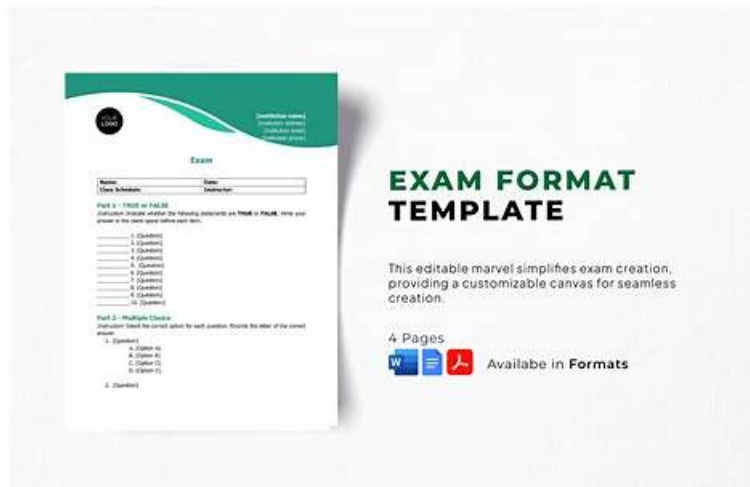 YOUR
LOGO
[Institution name]
[Institution address]
[Institution email]
[Institution phone]
Exam
Name:
Date:
Class Schedule:
Instructor:
Part 1 - TRUE or FALSE
Instruction: Indicate whether the following statements are TRUE or FALSE. Write your
answer in the blank space before each item.
1. [Question]
2. [Question]
3. [Question]
4. [Question]
5. [Question]
6. [Question]
7. [Question]
8. [Question]
9. [Question]
10. [Question]
Part 2 - Multiple Choice
Instruction: Select the correct option for each question. Encircle the letter of the correct
answer.
1. [Question]
A. [Option A]
B. [Option B]
C. [Option C]
D. [Option D]
2. [Question]
EXAM FORMAT
TEMPLATE
This editable marvel simplifies exam creation,
providing a customizable canvas for seamless
creation.
4 Pages
W
Availabe in Formats